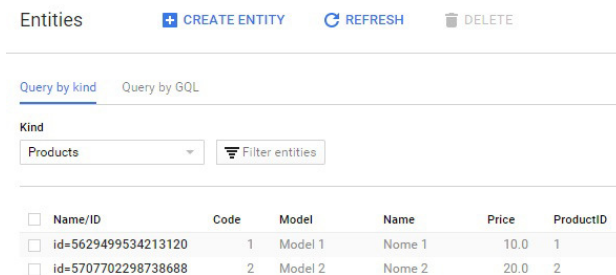 Entities CREATE ENTITY REFRESH DELETE
Query by kind Query by GQL
Kind
Products Filter entities
Name/ID Code Model Name Price ProductID
id=5629499534213120 1 Model 1 Nome 1 10.0 1
id=5707702298738688 2 Model 2 Nome 2 20.0 2